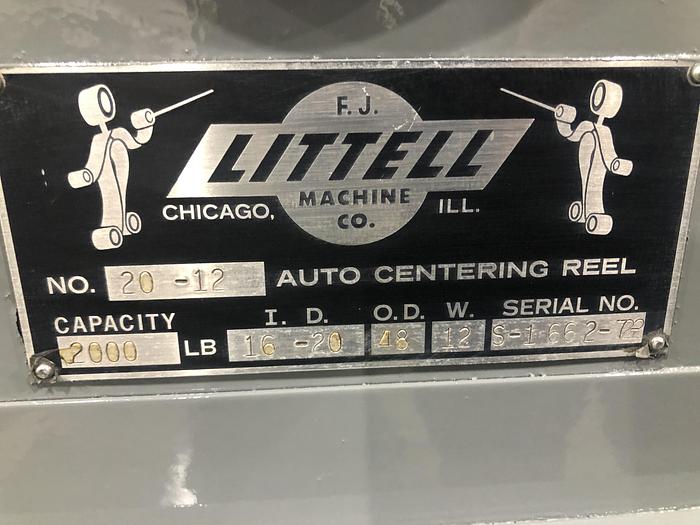 F.J.
LITTELL
MACHINE
CHICAGO, CO. ILL.
NO. 20-12 AUTO CENTERING REEL
CAPACITY I. D. O.D. W. SERIAL NO.
2000 LB 16-20 48 12